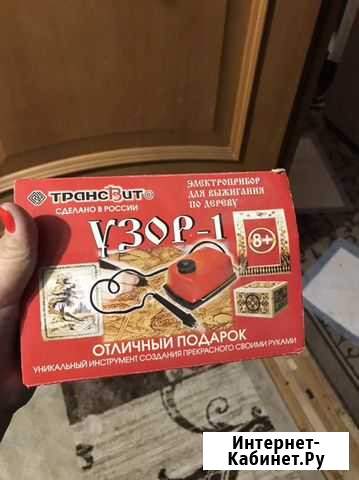 ТРАНСВИТ®
СДЕЛАНО В РОССИИ
ЭЛЕКТРОПРИБОР
ДЛЯ ВЫЖИГАНИЯ
ПО ДЕРЕВУ
УЗОР-1
8+
ОТЛИЧНЫЙ ПОДАРОК
УНИКАЛЬНЫЙ ИНСТРУМЕНТ СОЗДАНИЯ ПРЕКРАСНОГО СВОИМИ РУКАМИ
Интернет-
Кабинет.Ру